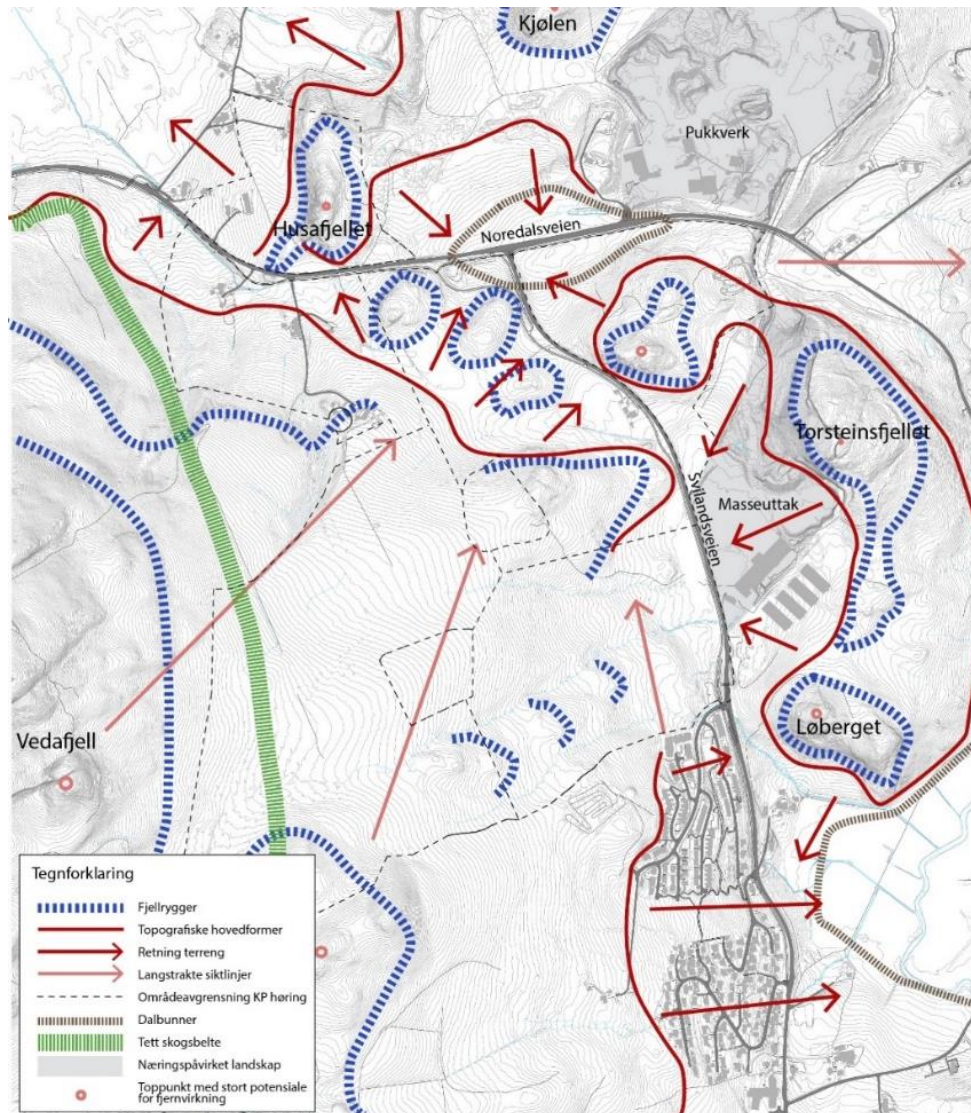 Kjølen
Pukkverk
Husafjellet
Noredalsveien
Torsteinsfjellet
Svilandsveien
Masseuttak
Vedafjell
Løberget
Tegnforklaring
Fjellrygger
Topografiske hovedformer
Retning terreng
Langstrakte siktlinjer
Områdeavgrensning KP høring
Dalbunner
Tett skogsbelte
Næringspåvirket landskap
Toppunkt med stort potensiale
for fjernvirkning